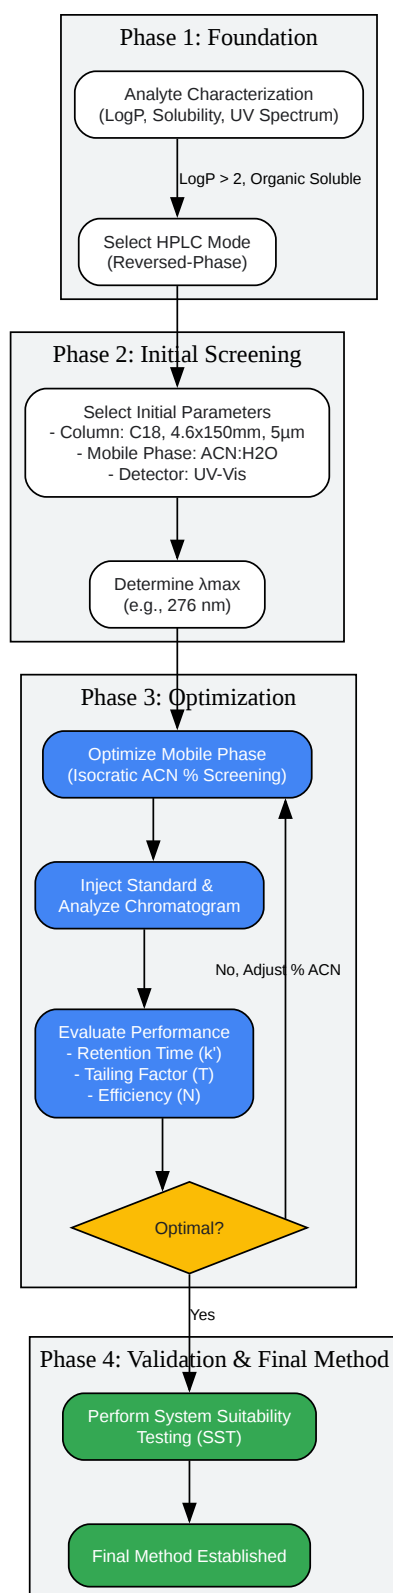 Phase 1: Foundation
Analyte Characterization
(LogP, Solubility, UV Spectrum)
LogP > 2, Organic Soluble
Select HPLC Mode
(Reversed-Phase)
Phase 2: Initial Screening
Select Initial Parameters
- Column: C18, 4.6x150mm, 5µm
- Mobile Phase: ACN:H2O
- Detector: UV-Vis
Determine λmax
(e.g., 276 nm)
Phase 3: Optimization
Optimize Mobile Phase
(Isocratic ACN % Screening)
Inject Standard &
Analyze Chromatogram
No, Adjust % ACN
Evaluate Performance
- Retention Time (k')
- Tailing Factor (T)
- Efficiency (N)
Optimal?
Yes
Phase 4: Validation & Final Method
Perform System Suitability
Testing (SST)
Final Method Established